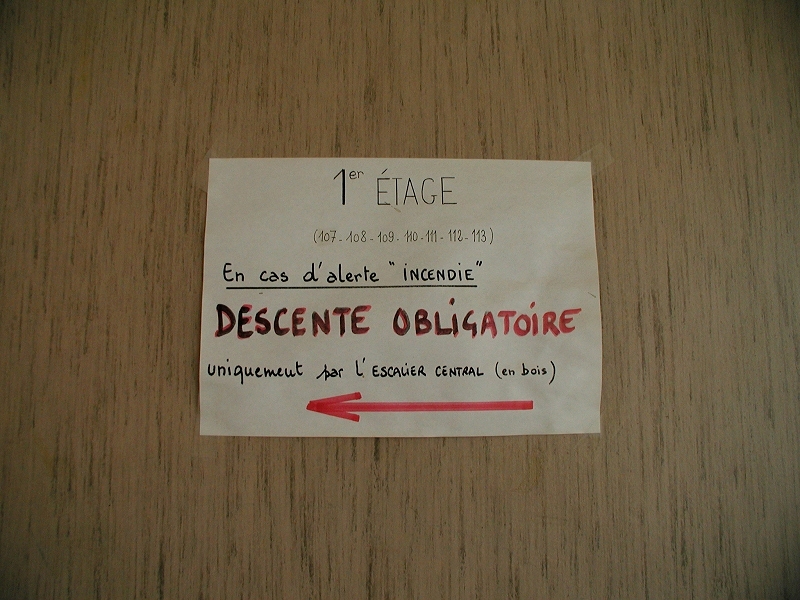 1er ÉTAGE
(107-108-109-110-111-112-113)
En cas d'alerte "INCENDIE"
DESCENTE OBLIGATOIRE
uniquement par l'ESCALIER CENTRAL (en bois)